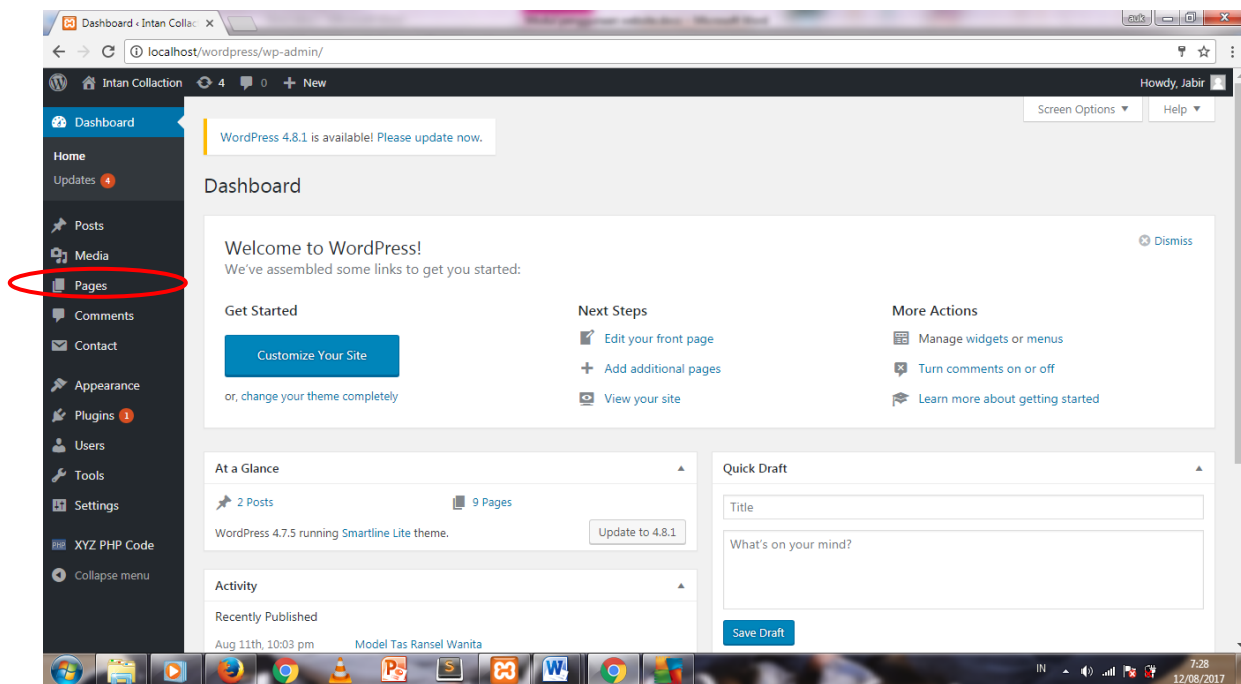 Dashboard ‹ Intan Collac
localhost/wordpress/wp-admin/
Intan Collaction 4 0 New
Howdy, Jabir
Screen Options Help
Dashboard
Home
Updates 4
Posts
Media
Pages
Comments
Contact
Appearance
Plugins 1
Users
Tools
Settings
PHP XYZ PHP Code
Collapse menu
WordPress 4.8.1 is available! Please update now.
Dashboard
Welcome to WordPress!
Dismiss
We've assembled some links to get you started:
Get Started
Customize Your Site
or, change your theme completely
Next Steps
Edit your front page
Add additional pages
View your site
More Actions
Manage widgets or menus
Turn comments on or off
Learn more about getting started
At a Glance
2 Posts 9 Pages
WordPress 4.7.5 running Smartline Lite theme.
Update to 4.8.1
Activity
Recently Published
Aug 11th, 10:03 pm Model Tas Ransel Wanita
Quick Draft
Title
What's on your mind?
Save Draft
IN
7:28
12/08/2017